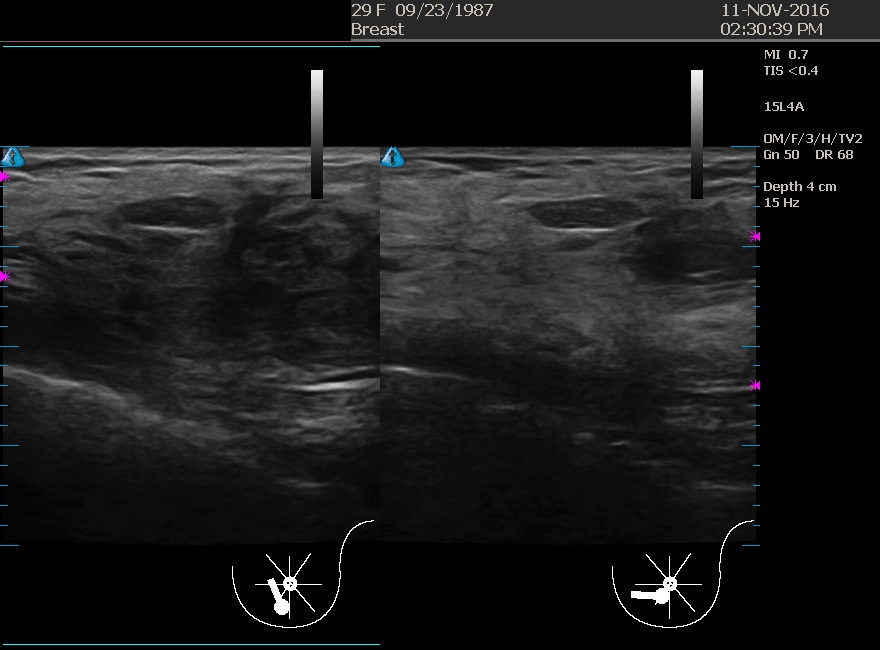 29 F 09/23/1987
11-NOV-2016
Breast
02:30:39 PM
MI 0.7
TIS <0.4
15L4A
OM/F/3/H/TV2
Gn 50 DR 68
Depth 4 cm
15 Hz